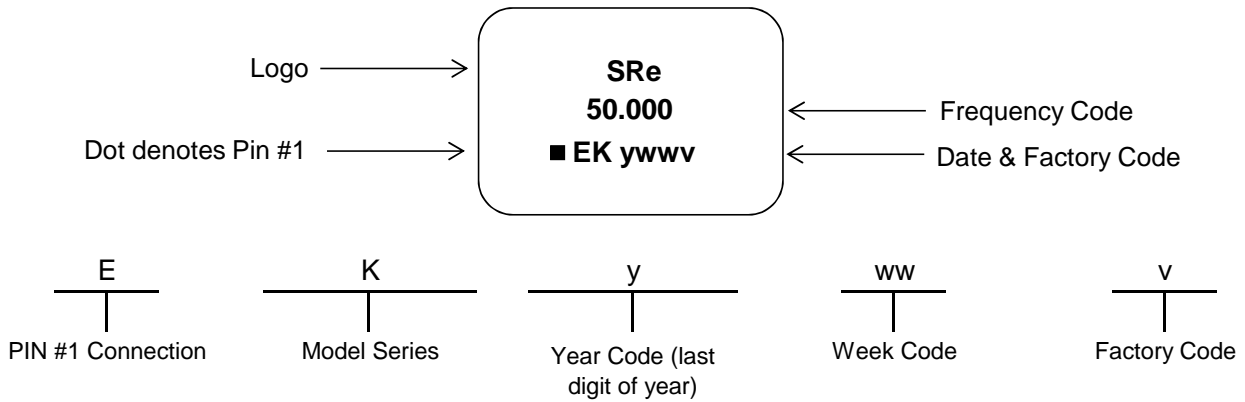 Logo
SRe
50.000
Frequency Code
Dot denotes Pin #1
■ EK ywwv
Date & Factory Code
E
K
y
ww
v
PIN #1 Connection
Model Series
Year Code (last
digit of year)
Week Code
Factory Code